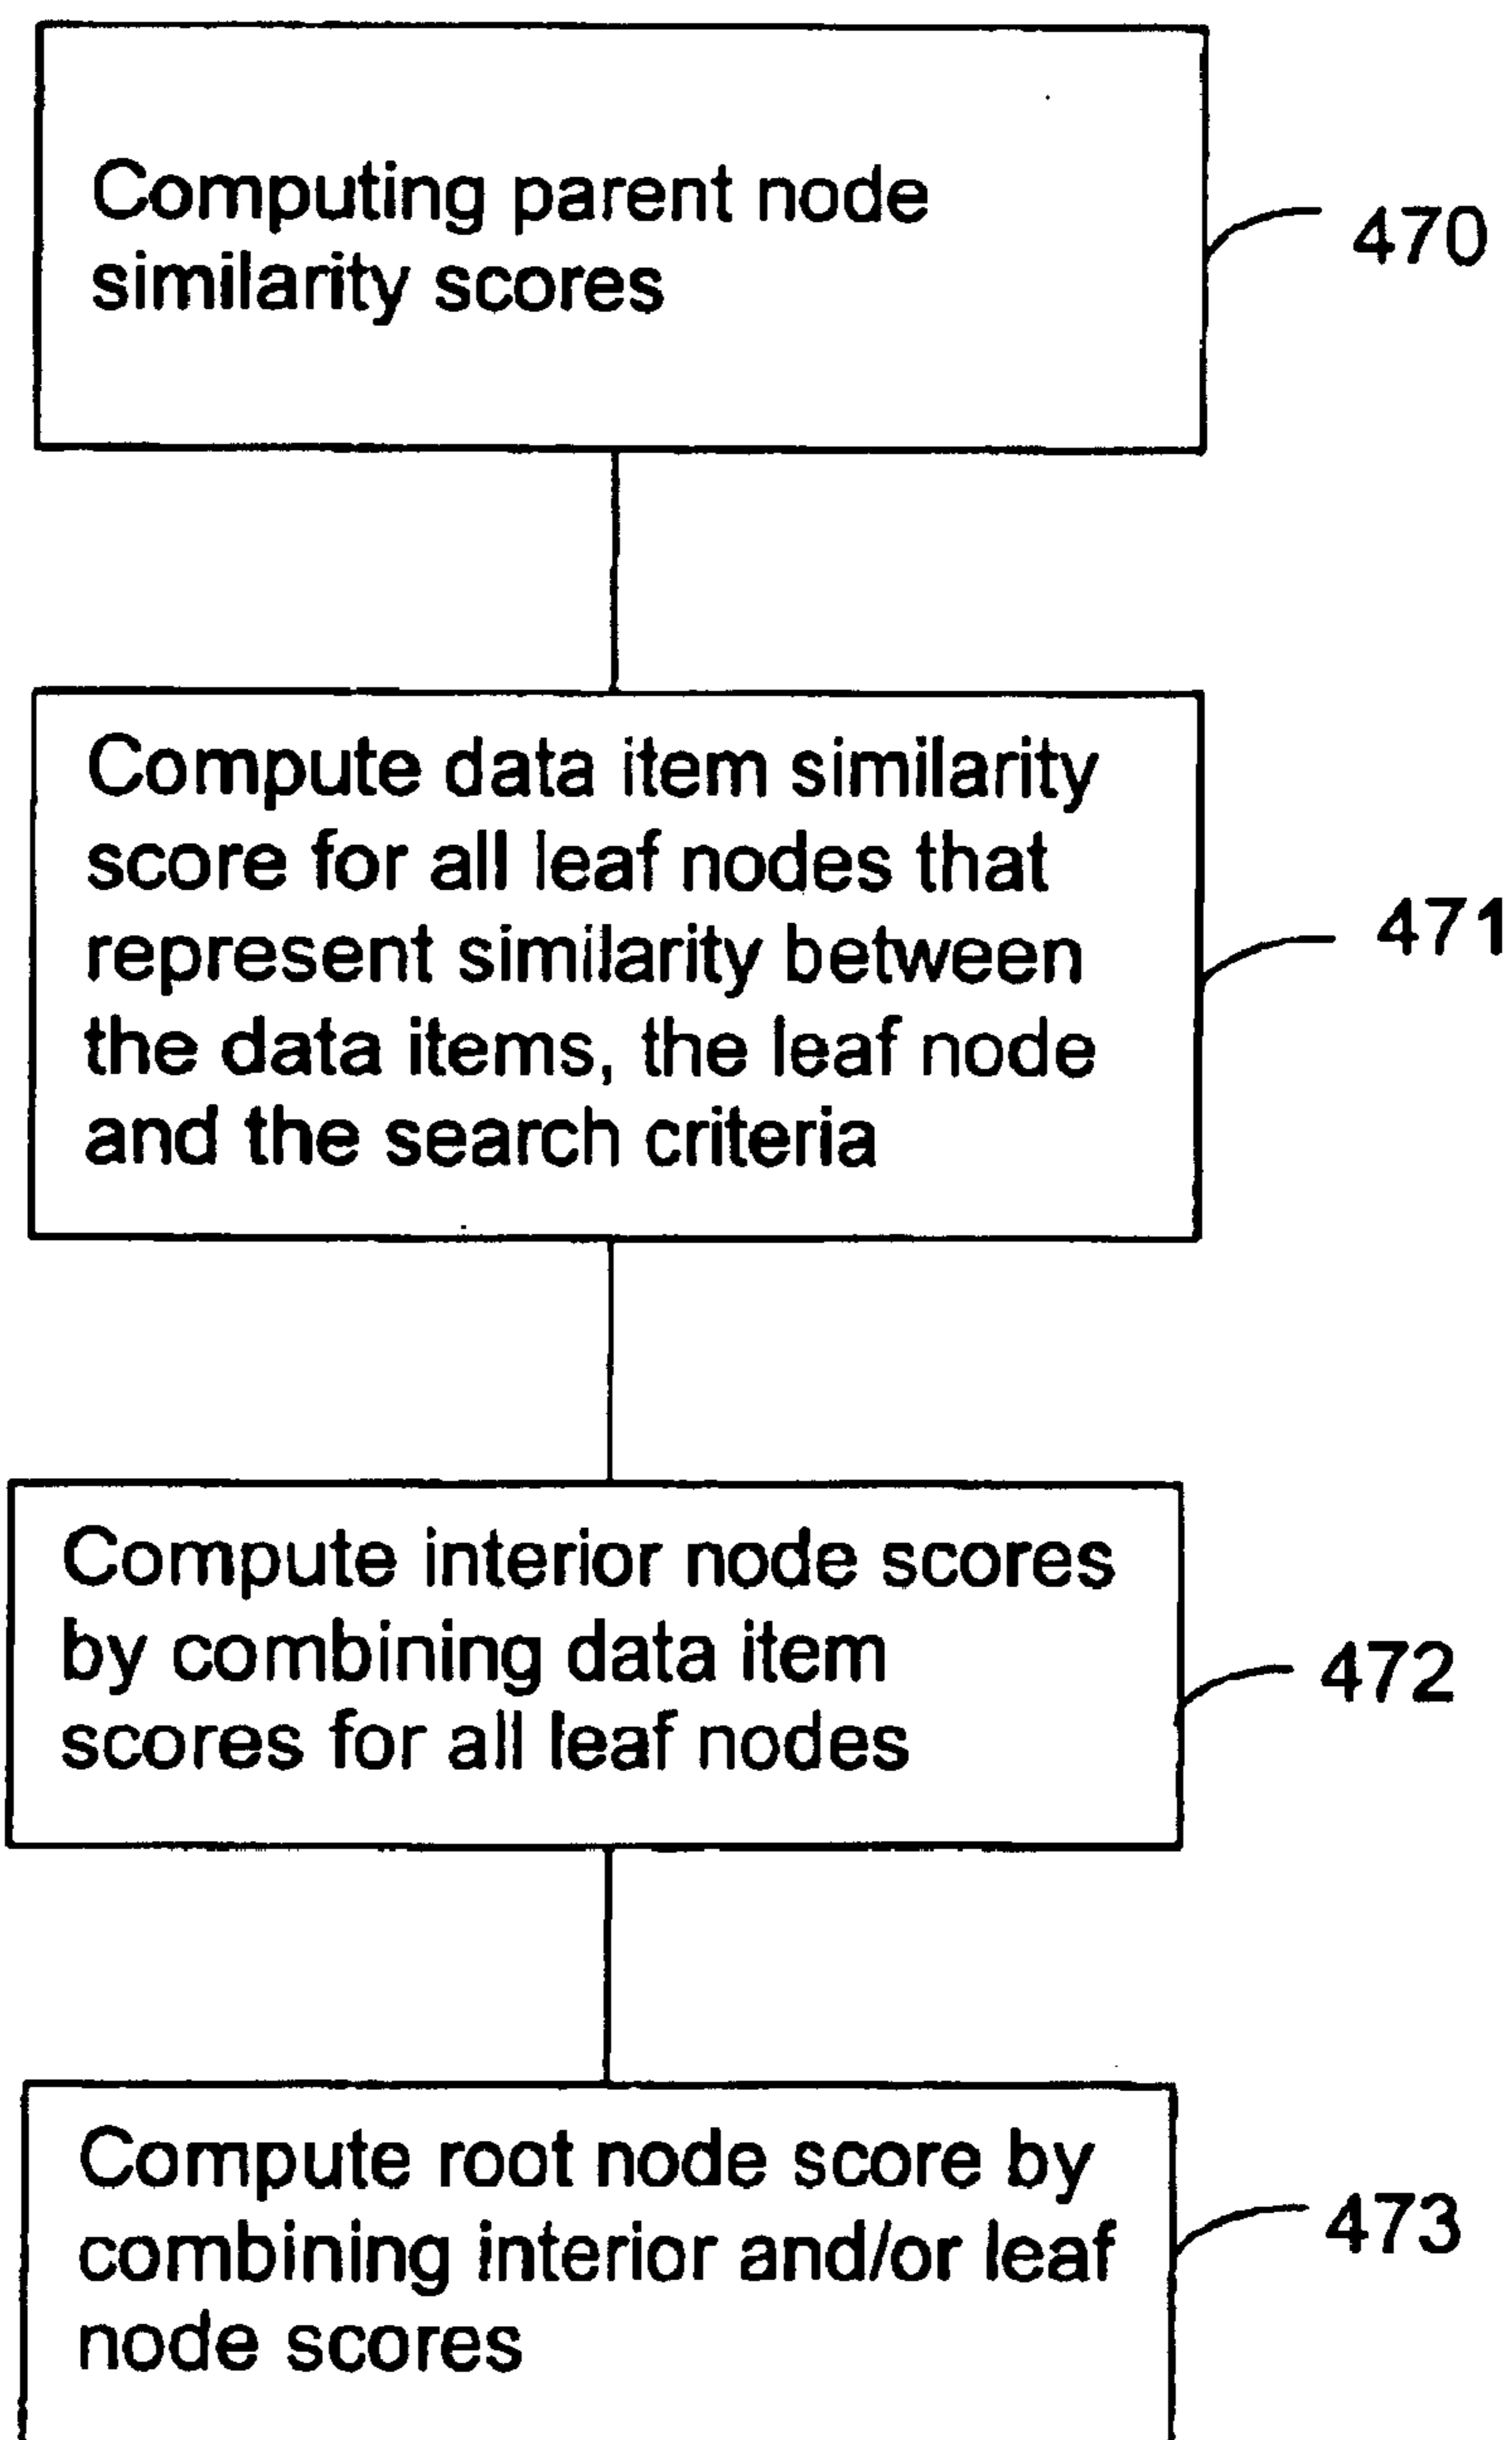 Computing parent node
similarity scores
470
Compute data item similarity
score for all leaf nodes that
represent similarity between
the data items, the leaf node
and the search criteria
471
Compute interior node scores
by combining data item
scores for all leaf nodes
472
Compute root node score by
combining interior and/or leaf
node scores
473